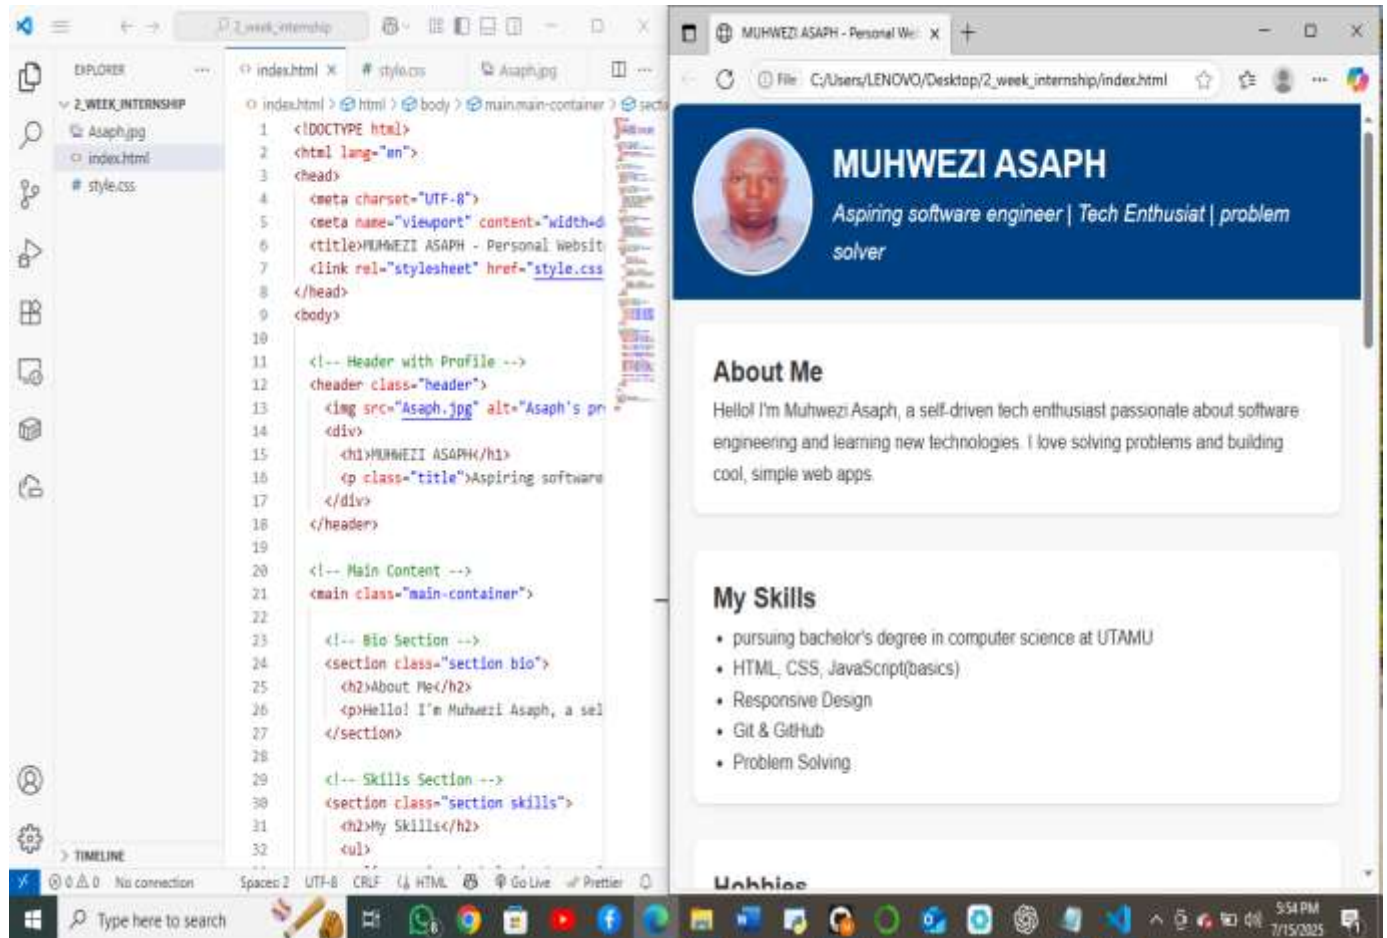 2_week_internship
EXPLORER
2_WEEK_INTERNSHIP
Asaph.jpg
index.html
# style.css
TIMELINE
index.html
# style.css
Asaph.jpg
index.html > html > body > main.main-container >
1 <!DOCTYPE html>
2 <html lang="en">
3 <head>
4 <meta charset="UTF-8">
5 <meta name="viewport" content="width=d
6 <title>MUHWEZI ASAPH - Personal Websit
7 <link rel="stylesheet" href="style.css
8 </head>
9 <body>
10
11 <!-- Header with Profile -->
12 <header class="header">
13 <img src="Asaph.jpg" alt="Asaph's pr
14 <div>
15 <h1>MUHWEZI ASAPH</h1>
16 <p class="title">Aspiring software
17 </div>
18 </header>
19
20 <!-- Main Content -->
21 <main class="main-container">
22
23 <!-- Bio Section -->
24 <section class="section bio">
25 <h2>About Me</h2>
26 <p>Hello! I'm Muhwezi Asaph, a sel
27 </section>
28
29 <!-- Skills Section -->
30 <section class="section skills">
31 <h2>My Skills</h2>
32 <ul>
0 0 No connection Spaces: 2 UTF-8 CRLF HTML Go Live Prettier
MUHWEZI ASAPH - Personal We
File C:/Users/LENOVO/Desktop/2_week_internship/index.html
MUHWEZI ASAPH
Aspiring software engineer | Tech Enthusiat | problem
solver
About Me
Hello! I'm Muhwezi Asaph, a self-driven tech enthusiast passionate about software
engineering and learning new technologies. I love solving problems and building
cool, simple web apps.
My Skills
• pursuing bachelor's degree in computer science at UTAMU
• HTML, CSS, JavaScript(basics)
• Responsive Design
• Git & GitHub
• Problem Solving
Hobbies
Type here to search
5:54 PM
7/15/2025